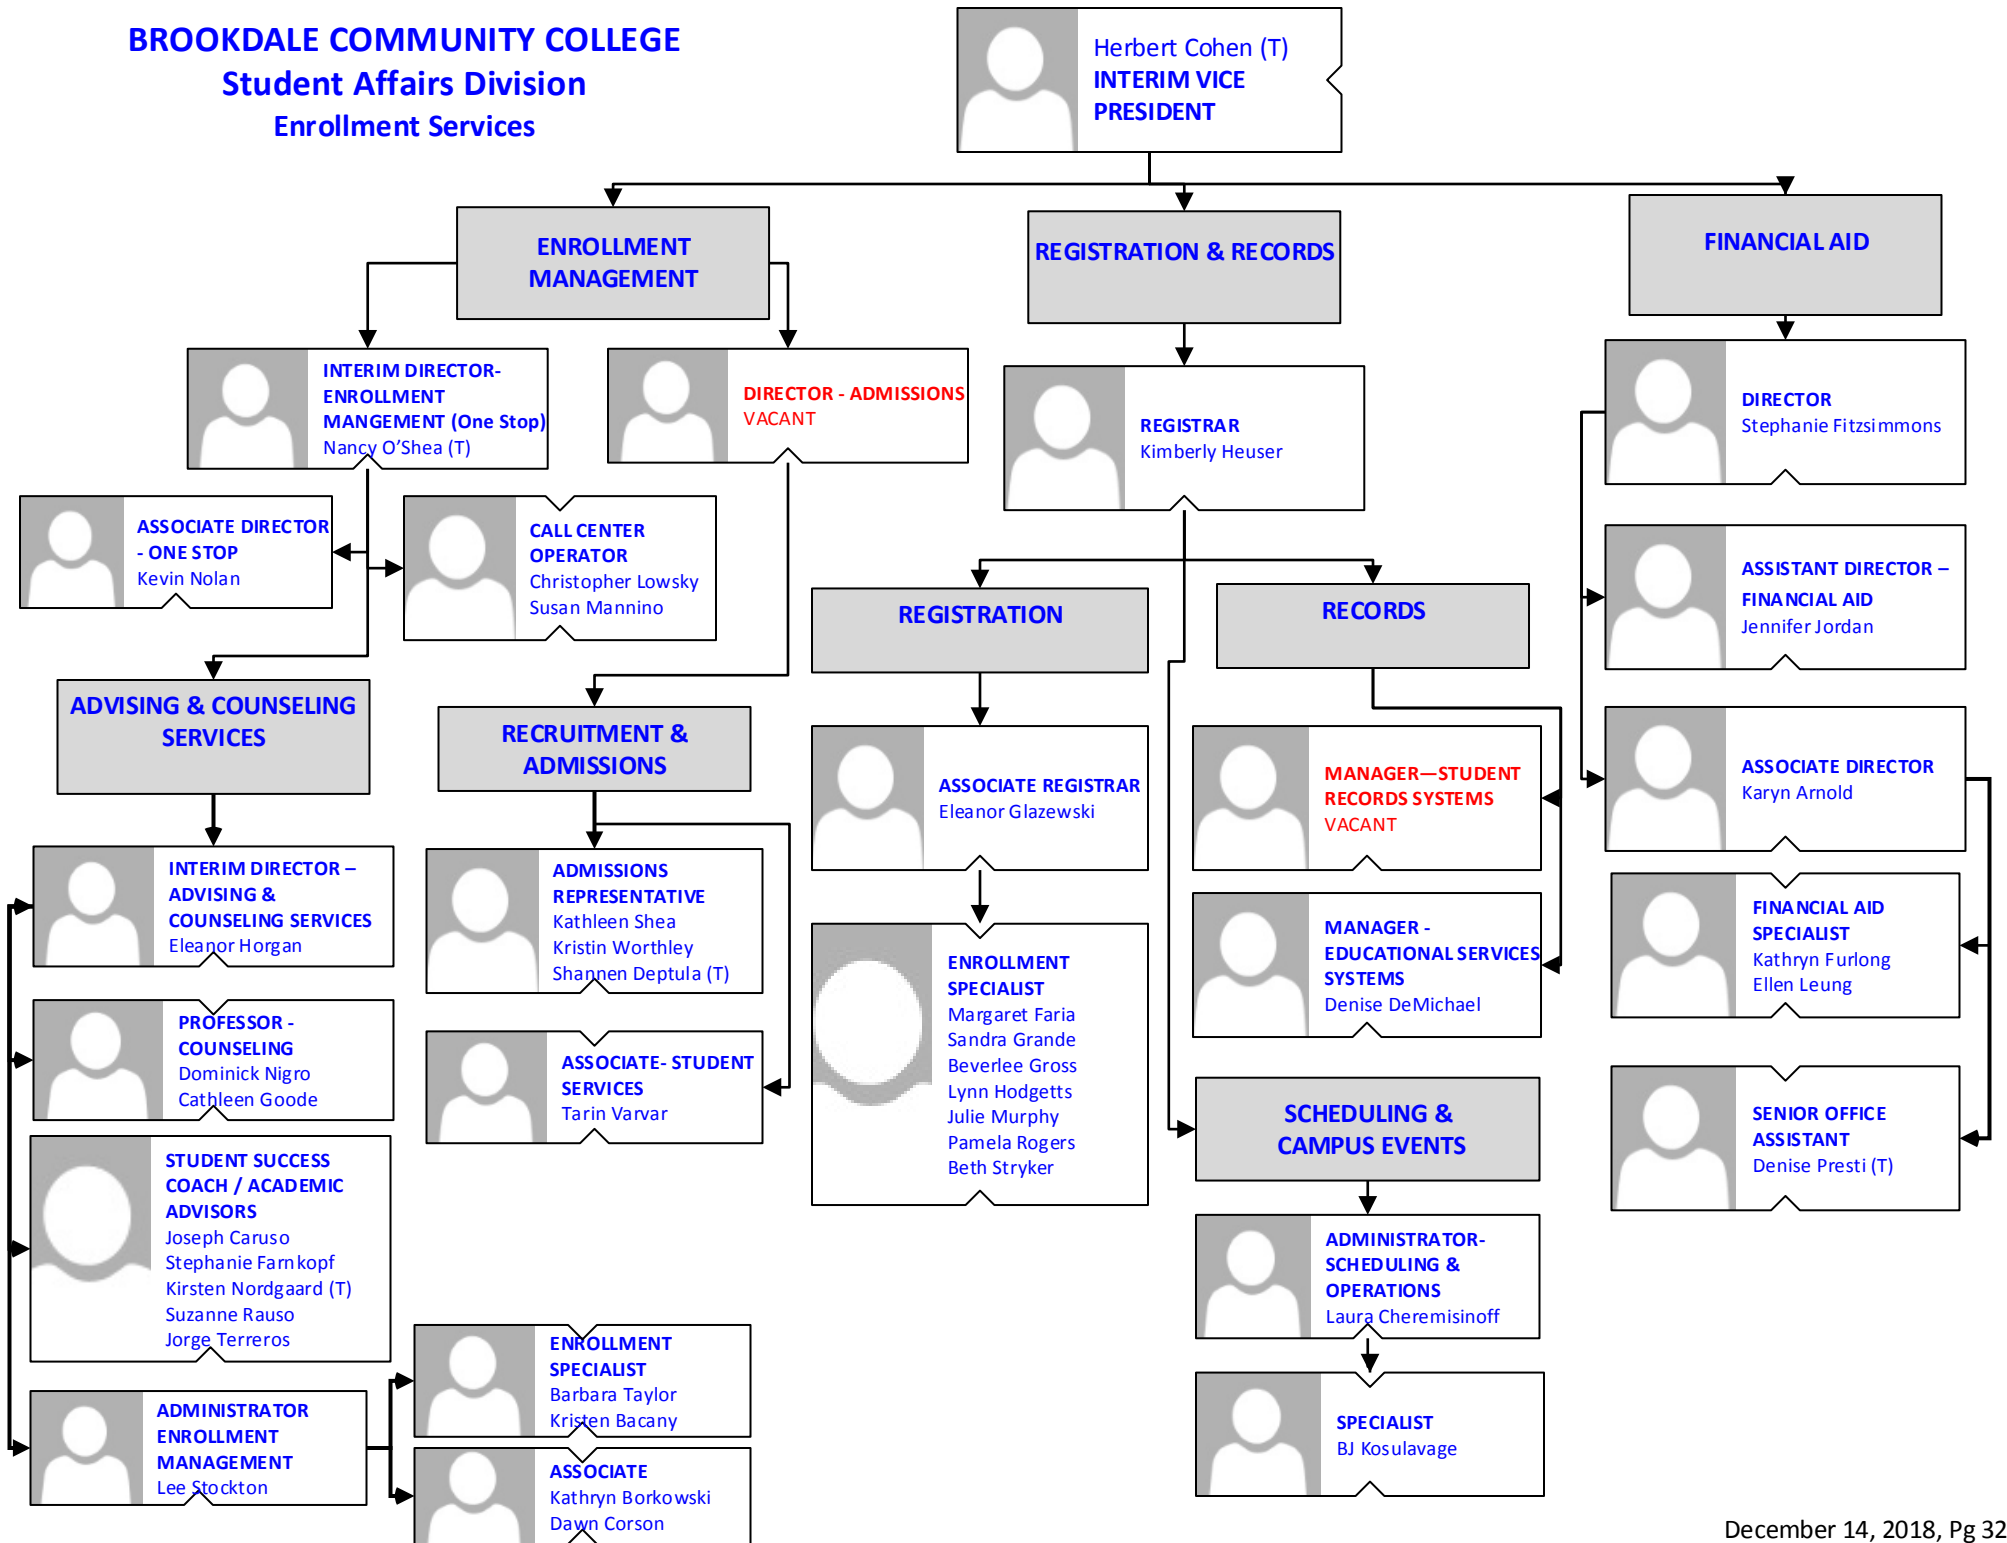 BROOKDALE COMMUNITY COLLEGE
Student Affairs Division
Enrollment Services
Herbert Cohen (T)
INTERIM VICE
PRESIDENT
ENROLLMENT
MANAGEMENT
REGISTRATION & RECORDS
FINANCIAL AID
INTERIM DIRECTOR-
ENROLLMENT
MANGEMENT (One Stop)
Nancy O’Shea (T)
DIRECTOR - ADMISSIONS
VACANT
REGISTRAR
Kimberly Heuser
DIRECTOR
Stephanie Fitzsimmons
ASSOCIATE DIRECTOR
- ONE STOP
Kevin Nolan
CALL CENTER
OPERATOR
Christopher Lowsky
Susan Mannino
ASSISTANT DIRECTOR –
FINANCIAL AID
Jennifer Jordan
REGISTRATION
RECORDS
ADVISING & COUNSELING
SERVICES
RECRUITMENT &
ADMISSIONS
ASSOCIATE REGISTRAR
Eleanor Glazewski
MANAGER—STUDENT
RECORDS SYSTEMS
VACANT
ASSOCIATE DIRECTOR
Karyn Arnold
INTERIM DIRECTOR –
ADVISING &
COUNSELING SERVICES
Eleanor Horgan
ADMISSIONS
REPRESENTATIVE
Kathleen Shea
Kristin Worthley
Shannen Deptula (T)
ENROLLMENT
SPECIALIST
Margaret Faria
Sandra Grande
Beverlee Gross
Lynn Hodgetts
Julie Murphy
Pamela Rogers
Beth Stryker
MANAGER -
EDUCATIONAL SERVICES
SYSTEMS
Denise DeMichael
FINANCIAL AID
SPECIALIST
Kathryn Furlong
Ellen Leung
PROFESSOR -
COUNSELING
Dominick Nigro
Cathleen Goode
ASSOCIATE- STUDENT
SERVICES
Tarin Varvar
SCHEDULING &
CAMPUS EVENTS
SENIOR OFFICE
ASSISTANT
Denise Presti (T)
STUDENT SUCCESS
COACH / ACADEMIC
ADVISORS
Joseph Caruso
Stephanie Farnkopf
Kirsten Nordgaard (T)
Suzanne Rauso
Jorge Terreros
ADMINISTRATOR-
SCHEDULING &
OPERATIONS
Laura Cheremisinoff
ENROLLMENT
SPECIALIST
Barbara Taylor
Kristen Bacany
SPECIALIST
BJ Kosulavage
ADMINISTRATOR
ENROLLMENT
MANAGEMENT
Lee Stockton
ASSOCIATE
Kathryn Borkowski
Dawn Corson
December 14, 2018, Pg 32